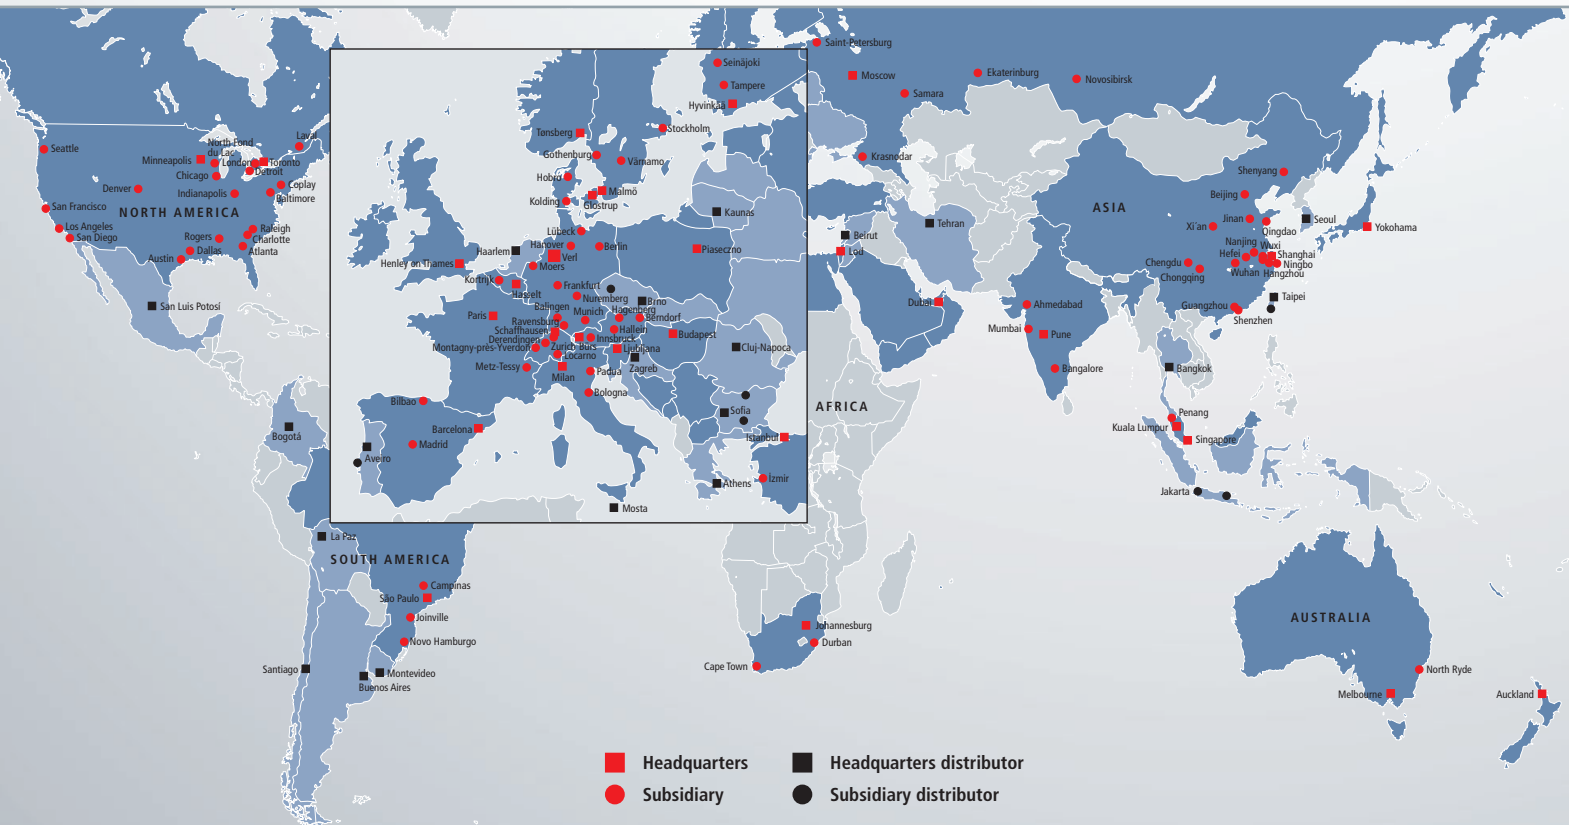 Saint-Petersburg
Moscow
Ekaterinburg
Novosibirsk
Samara
Krasnodar
Seattle
Laval
North Fond
du Lac
Minneapolis
London
Toronto
Detroit
Chicago
Denver
Indianapolis
Coplay
Baltimore
San Francisco
NORTH AMERICA
Los Angeles
San Diego
Rogers
Raleigh
Charlotte
Dallas
Atlanta
Austin
San Luis Potosí
Bogotá
La Paz
SOUTH AMERICA
Campinas
São Paulo
Joinville
Novo Hamburgo
Santiago
Montevideo
Buenos Aires
Seinäjoki
Tampere
Hyvinkää
Tønsberg
Stockholm
Gothenburg
Värnamo
Hobro
Malmö
Kolding
Glostrup
Kaunas
Lübeck
Hanover
Berlin
Haarlem
Verl
Piaseczno
Henley on Thames
Moers
Kortrijk
Hasselt
Frankfurt
Nuremberg
Brno
Balingen
Hagenberg
Paris
Ravensburg
Munich
Berndorf
Schaffhausen
Hallein
Derendingen
Innsbruck
Budapest
Montagny-près-Yverdon
Zurich
Bürs
Ljubljana
Cluj-Napoca
Locarno
Metz-Tessy
Milan
Padua
Zagreb
Bologna
Bilbao
Sofia
Barcelona
Madrid
Istanbul
Aveiro
Athens
İzmir
Mosta
AFRICA
Johannesburg
Durban
Cape Town
Tehran
Beirut
Lod
Dubai
ASIA
Shenyang
Beijing
Jinan
Xi'an
Qingdao
Seoul
Yokohama
Nanjing
Wuxi
Hefei
Shanghai
Chengdu
Ningbo
Wuhan
Hangzhou
Chongqing
Taipei
Guangzhou
Shenzhen
Ahmedabad
Mumbai
Pune
Bangalore
Bangkok
Penang
Kuala Lumpur
Singapore
Jakarta
AUSTRALIA
North Ryde
Melbourne
Auckland
Headquarters
Headquarters distributor
Subsidiary
Subsidiary distributor